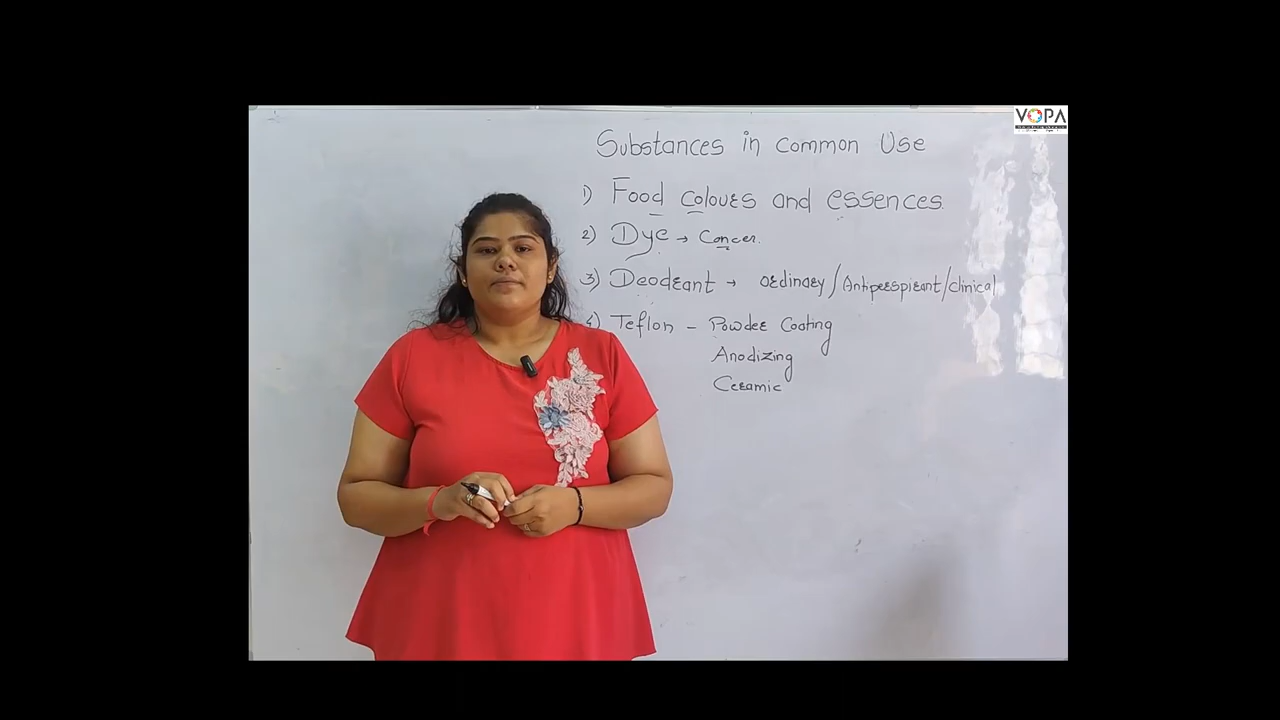 VOPA
Substances in common Use
1) Food colours and essences
2) Dye → Cancer.
3) Deodrant → ordinary / Antiperspirant / clinical
4) Teflon - Powder Coating
Anodizing
Ceramic